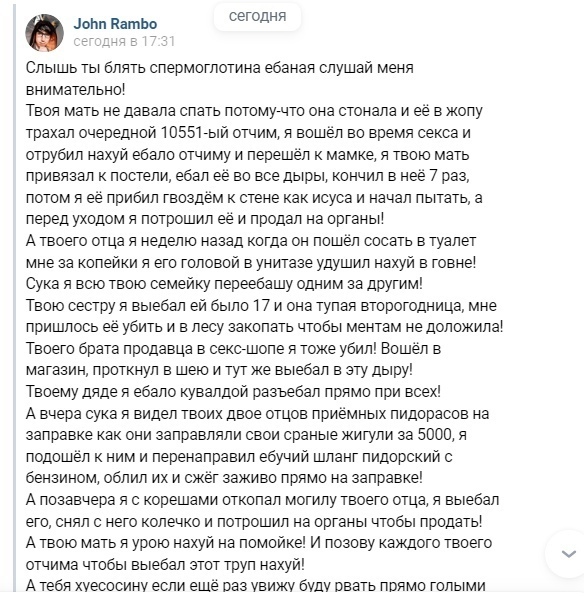 сегодня
John Rambo
сегодня в 17:31
Слышь ты блять спермоглотина ебаная слушай меня
внимательно!
Твоя мать не давала спать потому-что она стонала и её в жопу
трахал очередной 10551-ый отчим, я вошёл во время секса и
отрубил нахуй ебало отчиму и перешёл к мамке, я твою мать
привязал к постели, ебал её во все дыры, кончил в неё 7 раз,
потом я её прибил гвоздём к стене как исуса и начал пытать, а
перед уходом я потрошил её и продал на органы!
А твоего отца я неделю назад когда он пошёл сосать в туалет
мне за копейки я его головой в унитазе удушил нахуй в говне!
Сука я всю твою семейку переебашу одним за другим!
Твою сестру я выебал ей было 17 и она тупая второгодница, мне
пришлось её убить и в лесу закопать чтобы ментам не доложила!
Твоего брата продавца в секс-шопе я тоже убил! Вошёл в
магазин, проткнул в шею и тут же выебал в эту дыру!
Твоему дяде я ебало кувалдой разъебал прямо при всех!
А вчера сука я видел твоих двое отцов приёмных пидорасов на
заправке как они заправляли свои сраные жигули за 5000, я
подошёл к ним и перенаправил ебучий шланг пидорский с
бензином, облил их и сжёг заживо прямо на заправке!
А позавчера я с корешами откопал могилу твоего отца, я выебал
его, снял с него колечко и потрошил на органы чтобы продать!
А твою мать я урою нахуй на помойке! И позову каждого твоего
отчима чтобы выебал этот труп нахуй!
А тебя хуесосину если ещё раз увижу буду рвать прямо голыми